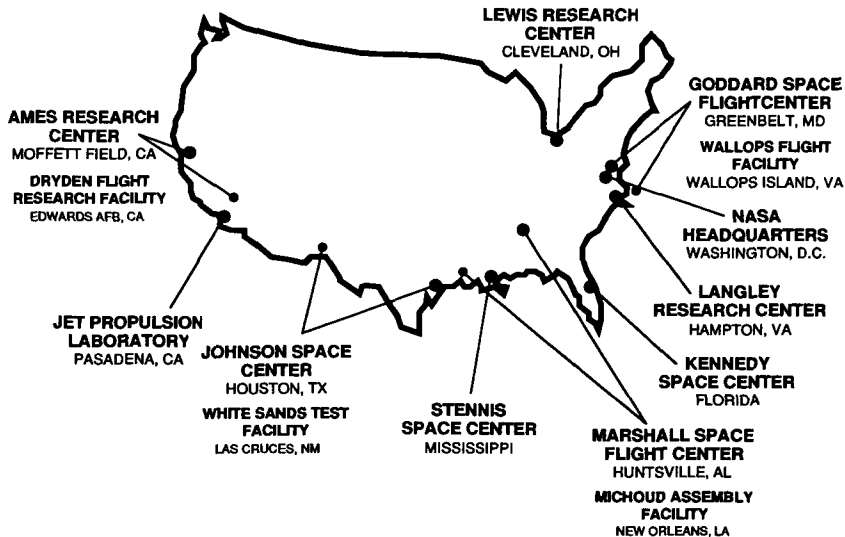 LEWIS RESEARCH
CENTER
CLEVELAND, OH
GODDARD SPACE
FLIGHTCENTER
GREENBELT, MD
WALLOPS FLIGHT
FACILITY
WALLOPS ISLAND, VA
NASA
HEADQUARTERS
WASHINGTON, D.C.
LANGLEY
RESEARCH CENTER
HAMPTON, VA
KENNEDY
SPACE CENTER
FLORIDA
MARSHALL SPACE
FLIGHT CENTER
HUNTSVILLE, AL
MICHOUD ASSEMBLY
FACILITY
NEW ORLEANS, LA
STENNIS
SPACE CENTER
MISSISSIPPI
JOHNSON SPACE
CENTER
HOUSTON, TX
WHITE SANDS TEST
FACILITY
LAS CRUCES, NM
JET PROPULSION
LABORATORY
PASADENA, CA
AMES RESEARCH
CENTER
MOFFETT FIELD, CA
DRYDEN FLIGHT
RESEARCH FACILITY
EDWARDS AFB, CA